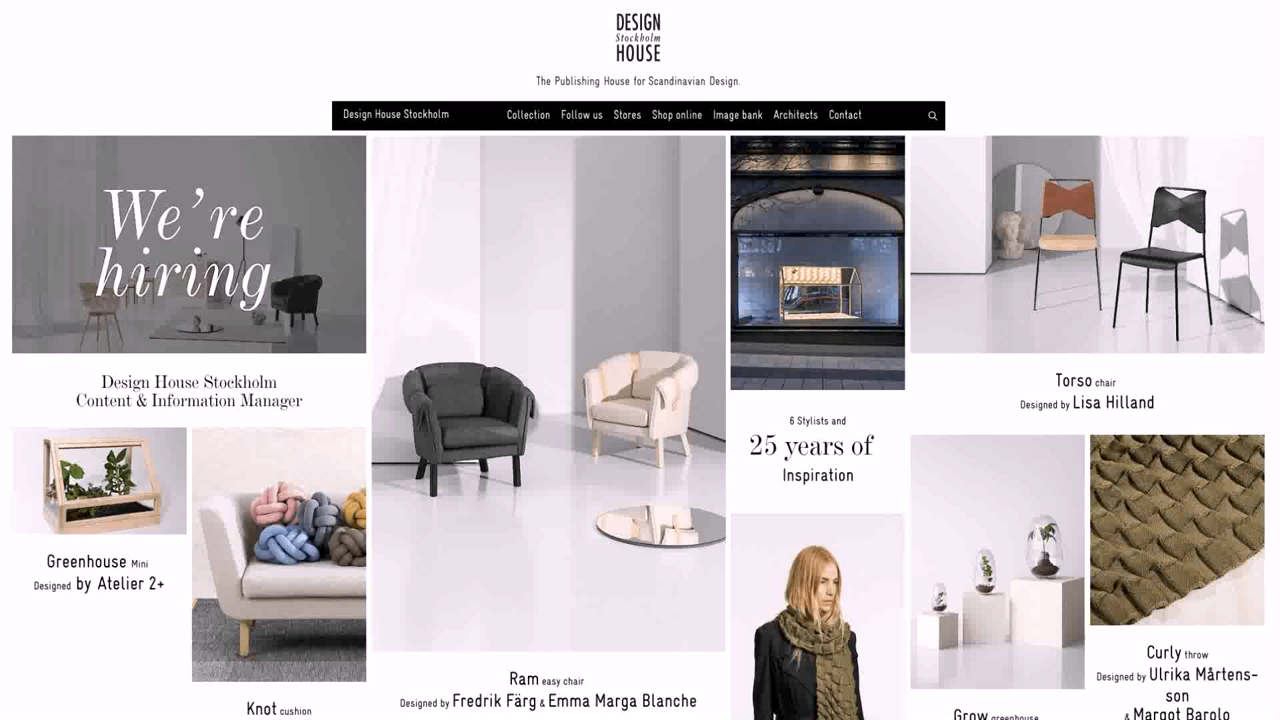 DESIGN
Stockholm
HOUSE
The Publishing House for Scandinavian Design.
Design House Stockholm
Collection
Follow us
Stores
Shop online
Image bank
Architects
Contact
We're
hiring
Design House Stockholm
Content & Information Manager
Greenhouse Mini
Designed by Atelier 2+
Knot cushion
Ram easy chair
Designed by Fredrik Färg & Emma Marga Blanche
6 Stylists and
25 years of
Inspiration
Torso chair
Designed by Lisa Hilland
Grow greenhouse
Curly throw
Designed by Ulrika Mårtens-
son
& Margot Barolo